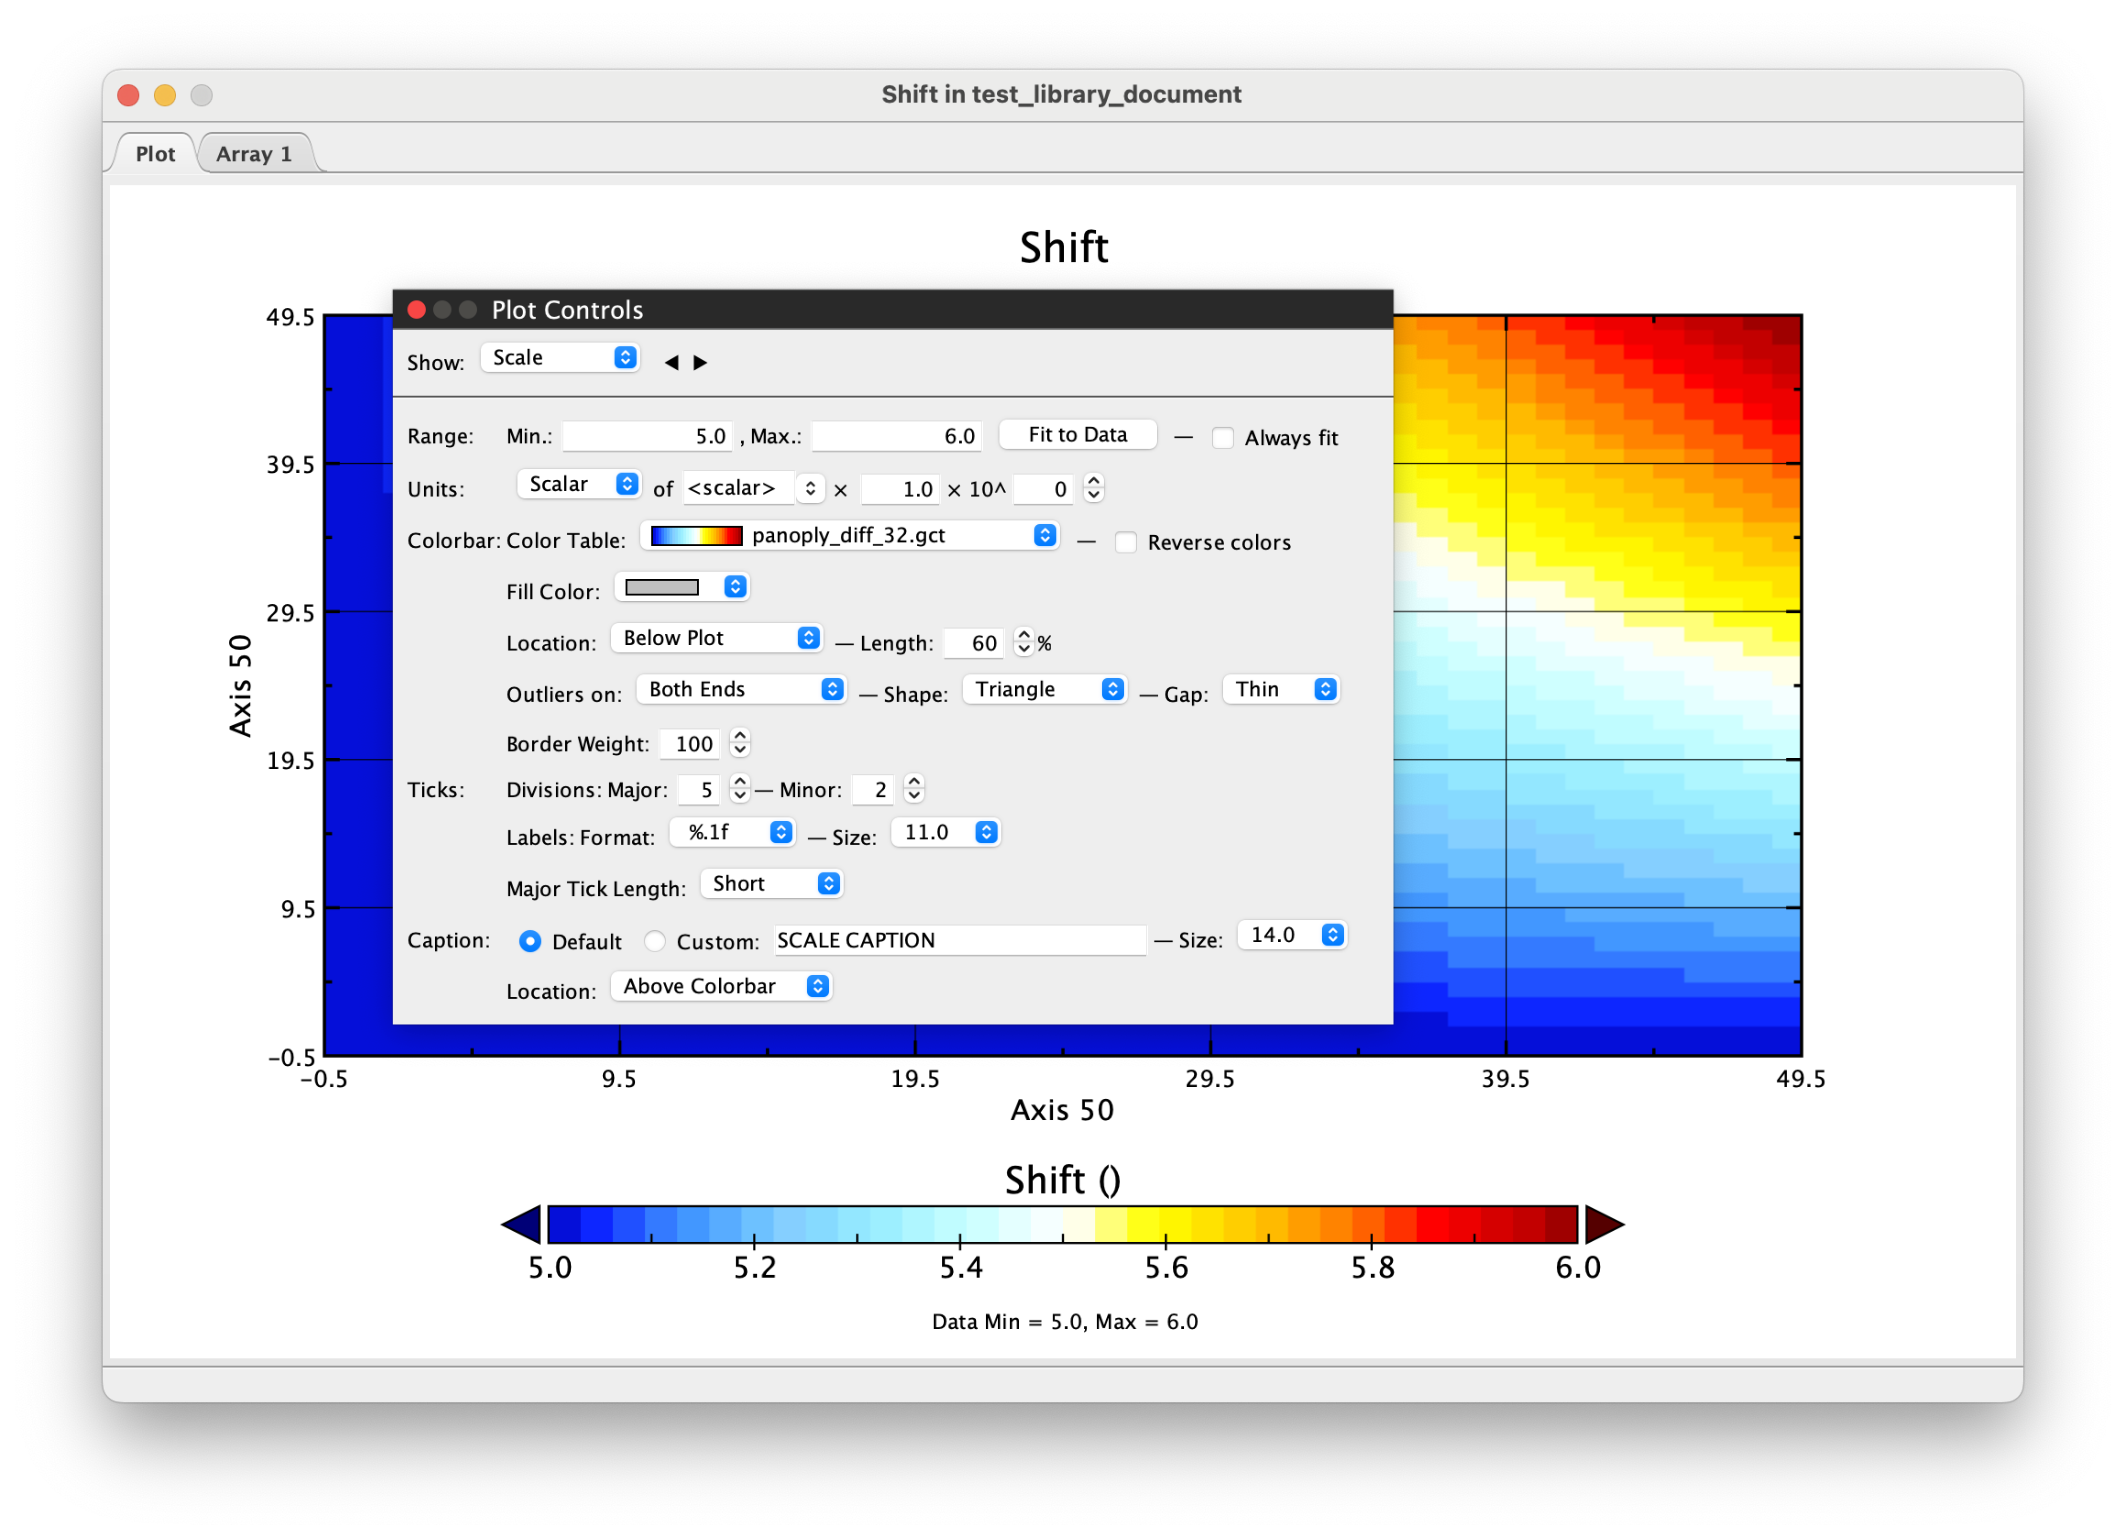 Shift in test_library_document
Plot
Array 1
Shift
Plot Controls
Show: Scale
Range: Min.: 5.0 , Max.: 6.0 Fit to Data — Always fit
Units: Scalar of <scalar> × 1.0 × 10^ 0
Colorbar: Color Table: panoply_diff_32.gct — Reverse colors
Fill Color:
Location: Below Plot — Length: 60 %
Outliers on: Both Ends — Shape: Triangle — Gap: Thin
Border Weight: 100
Ticks: Divisions: Major: 5 — Minor: 2
Labels: Format: %.1f — Size: 11.0
Major Tick Length: Short
Caption: Default Custom: SCALE CAPTION — Size: 14.0
Location: Above Colorbar
49.5
39.5
29.5
19.5
9.5
−0.5
Axis 50
−0.5 9.5 19.5 29.5 39.5 49.5
Axis 50
Shift ()
5.0 5.2 5.4 5.6 5.8 6.0
Data Min = 5.0, Max = 6.0